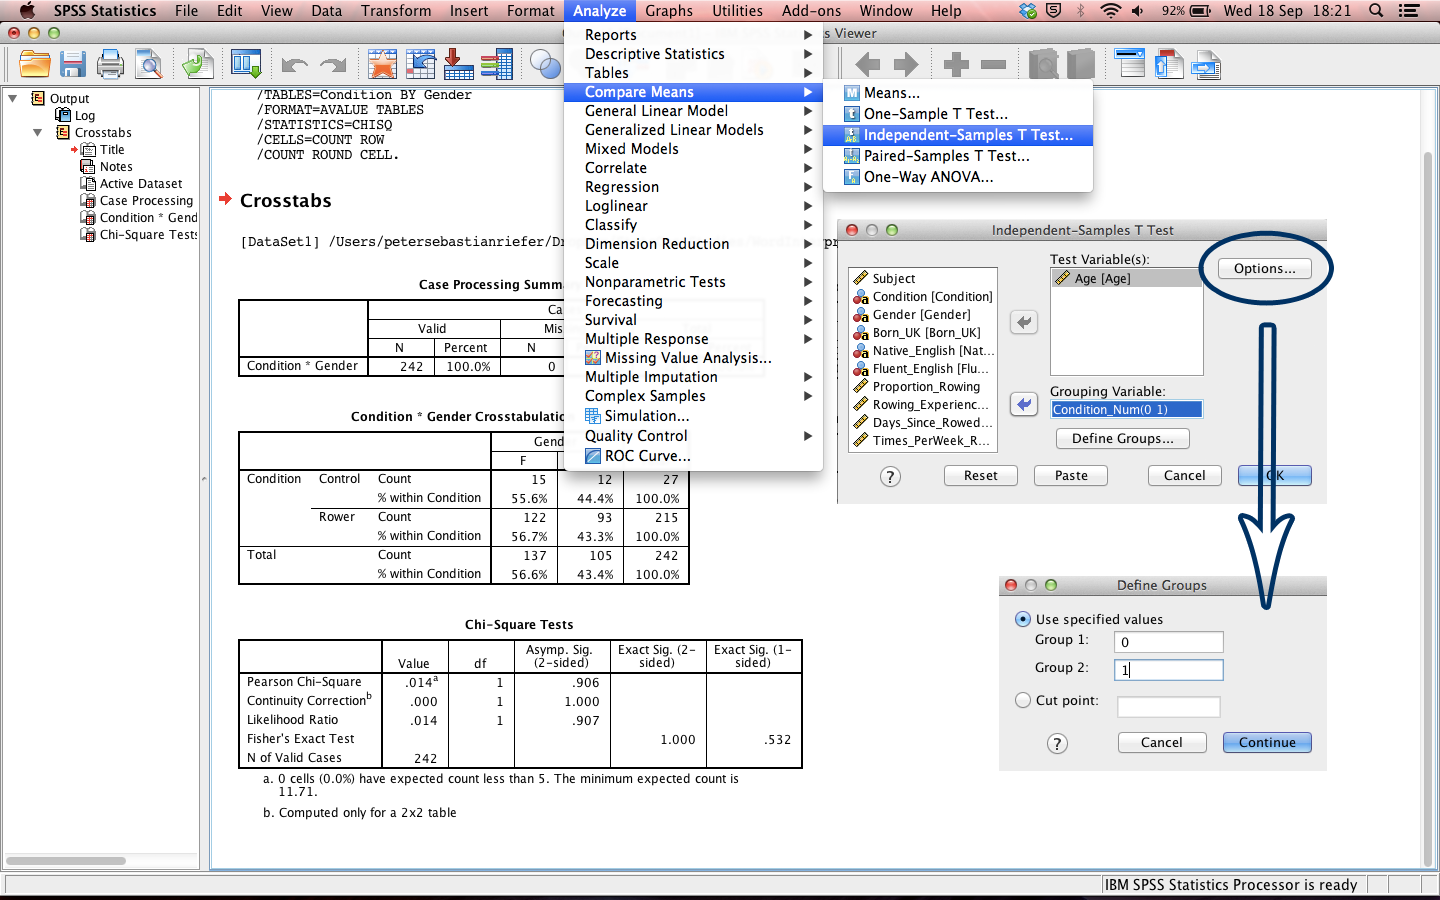 SPSS Statistics File Edit View Data Transform Insert Format Analyze Graphs Utilities Add-ons Window Help 92% Wed 18 Sep 18:21
Viewer
Output
Log
Crosstabs
Title
Notes
Active Dataset
Case Processing
Condition * Gend
Chi-Square Tests
/TABLES=Condition BY Gender
/FORMAT=AVALUE TABLES
/STATISTICS=CHISQ
/CELLS=COUNT ROW
/COUNT ROUND CELL.
Crosstabs
[DataSet1] /Users/petersebastianriefer/Dr
Case Processing Summ
Ca
Valid Mis
N Percent N
Condition * Gender 242 100.0% 0
Condition * Gender Crosstabulatio
Gend
F
Condition Control Count 15 12 27
% within Condition 55.6% 44.4% 100.0%
Rower Count 122 93 215
% within Condition 56.7% 43.3% 100.0%
Total Count 137 105 242
% within Condition 56.6% 43.4% 100.0%
Chi-Square Tests
Value df Asymp. Sig. (2-sided) Exact Sig. (2-sided) Exact Sig. (1-sided)
Pearson Chi-Square .014a 1 .906
Continuity Correctionb .000 1 1.000
Likelihood Ratio .014 1 .907
Fisher's Exact Test 1.000 .532
N of Valid Cases 242
a. 0 cells (0.0%) have expected count less than 5. The minimum expected count is
11.71.
b. Computed only for a 2x2 table
Reports
Descriptive Statistics
Tables
Compare Means
General Linear Model
Generalized Linear Models
Mixed Models
Correlate
Regression
Loglinear
Classify
Dimension Reduction
Scale
Nonparametric Tests
Forecasting
Survival
Multiple Response
Missing Value Analysis...
Multiple Imputation
Complex Samples
Simulation...
Quality Control
ROC Curve...
Means...
One-Sample T Test...
Independent-Samples T Test...
Paired-Samples T Test...
One-Way ANOVA...
Independent-Samples T Test
Subject
Condition [Condition]
Gender [Gender]
Born_UK [Born_UK]
Native_English [Nat...
Fluent_English [Flu...
Proportion_Rowing
Rowing_Experienc...
Days_Since_Rowed...
Times_PerWeek_R...
Test Variable(s):
Age [Age]
Options...
Grouping Variable:
Condition_Num(0 1)
Define Groups...
? Reset Paste Cancel OK
Define Groups
Use specified values
Group 1: 0
Group 2: 1
Cut point:
? Cancel Continue
IBM SPSS Statistics Processor is ready